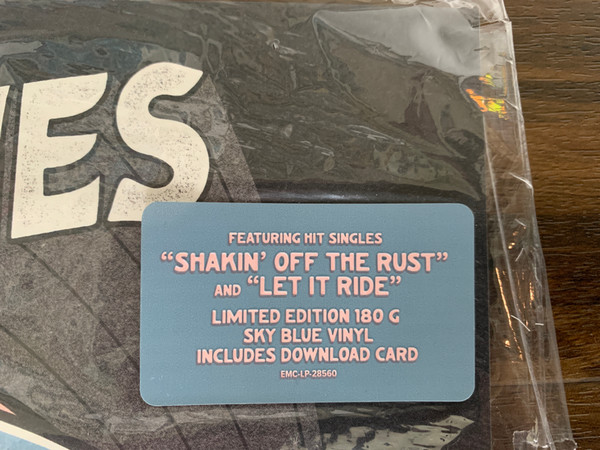 ES
FEATURING HIT SINGLES
“SHAKIN’ OFF THE RUST”
AND “LET IT RIDE”
LIMITED EDITION 180 G
SKY BLUE VINYL
INCLUDES DOWNLOAD CARD
EMC-LP-28560